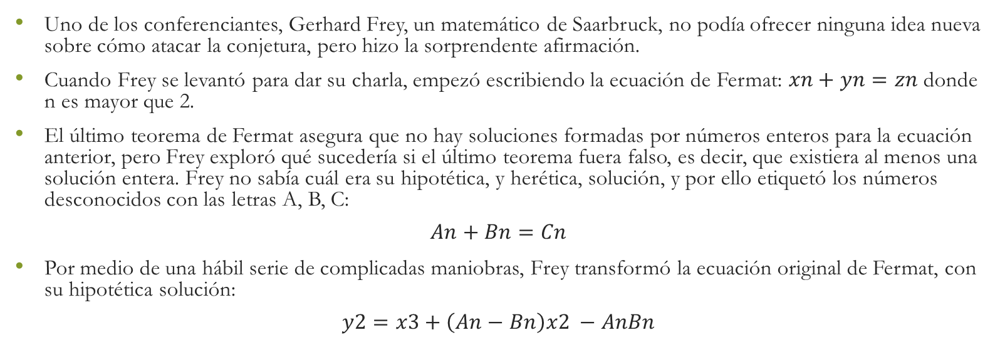 • Uno de los conferenciantes, Gerhard Frey, un matemático de Saarbruck, no podía ofrecer ninguna idea nueva
sobre cómo atacar la conjetura, pero hizo la sorprendente afirmación.
• Cuando Frey se levantó para dar su charla, empezó escribiendo la ecuación de Fermat: xn + yn = zn donde
n es mayor que 2.
• El último teorema de Fermat asegura que no hay soluciones formadas por números enteros para la ecuación
anterior, pero Frey exploró qué sucedería si el último teorema fuera falso, es decir, que existiera al menos una
solución entera. Frey no sabía cuál era su hipotética, y herética, solución, y por ello etiquetó los números
desconocidos con las letras A, B, C:
An + Bn = Cn
• Por medio de una hábil serie de complicadas maniobras, Frey transformó la ecuación original de Fermat, con
su hipotética solución:
y2 = x3 + (An − Bn)x2 − AnBn